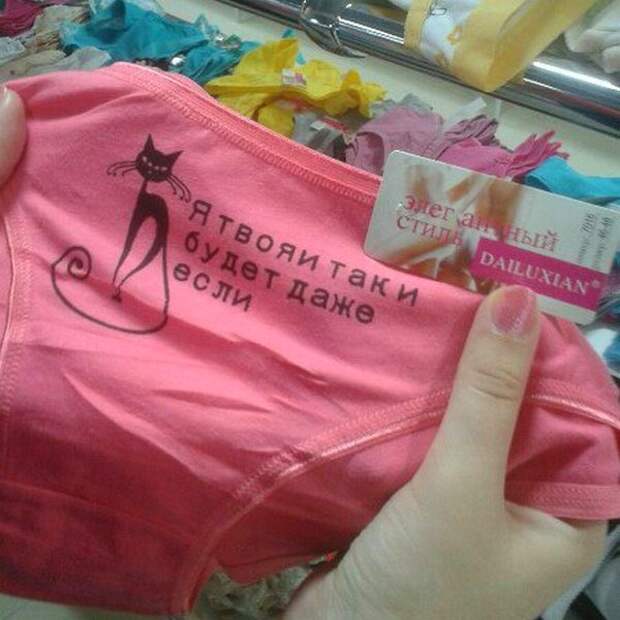 Я твояи так и
будет даже
если
элегантный
стиль
DAILUXIAN®